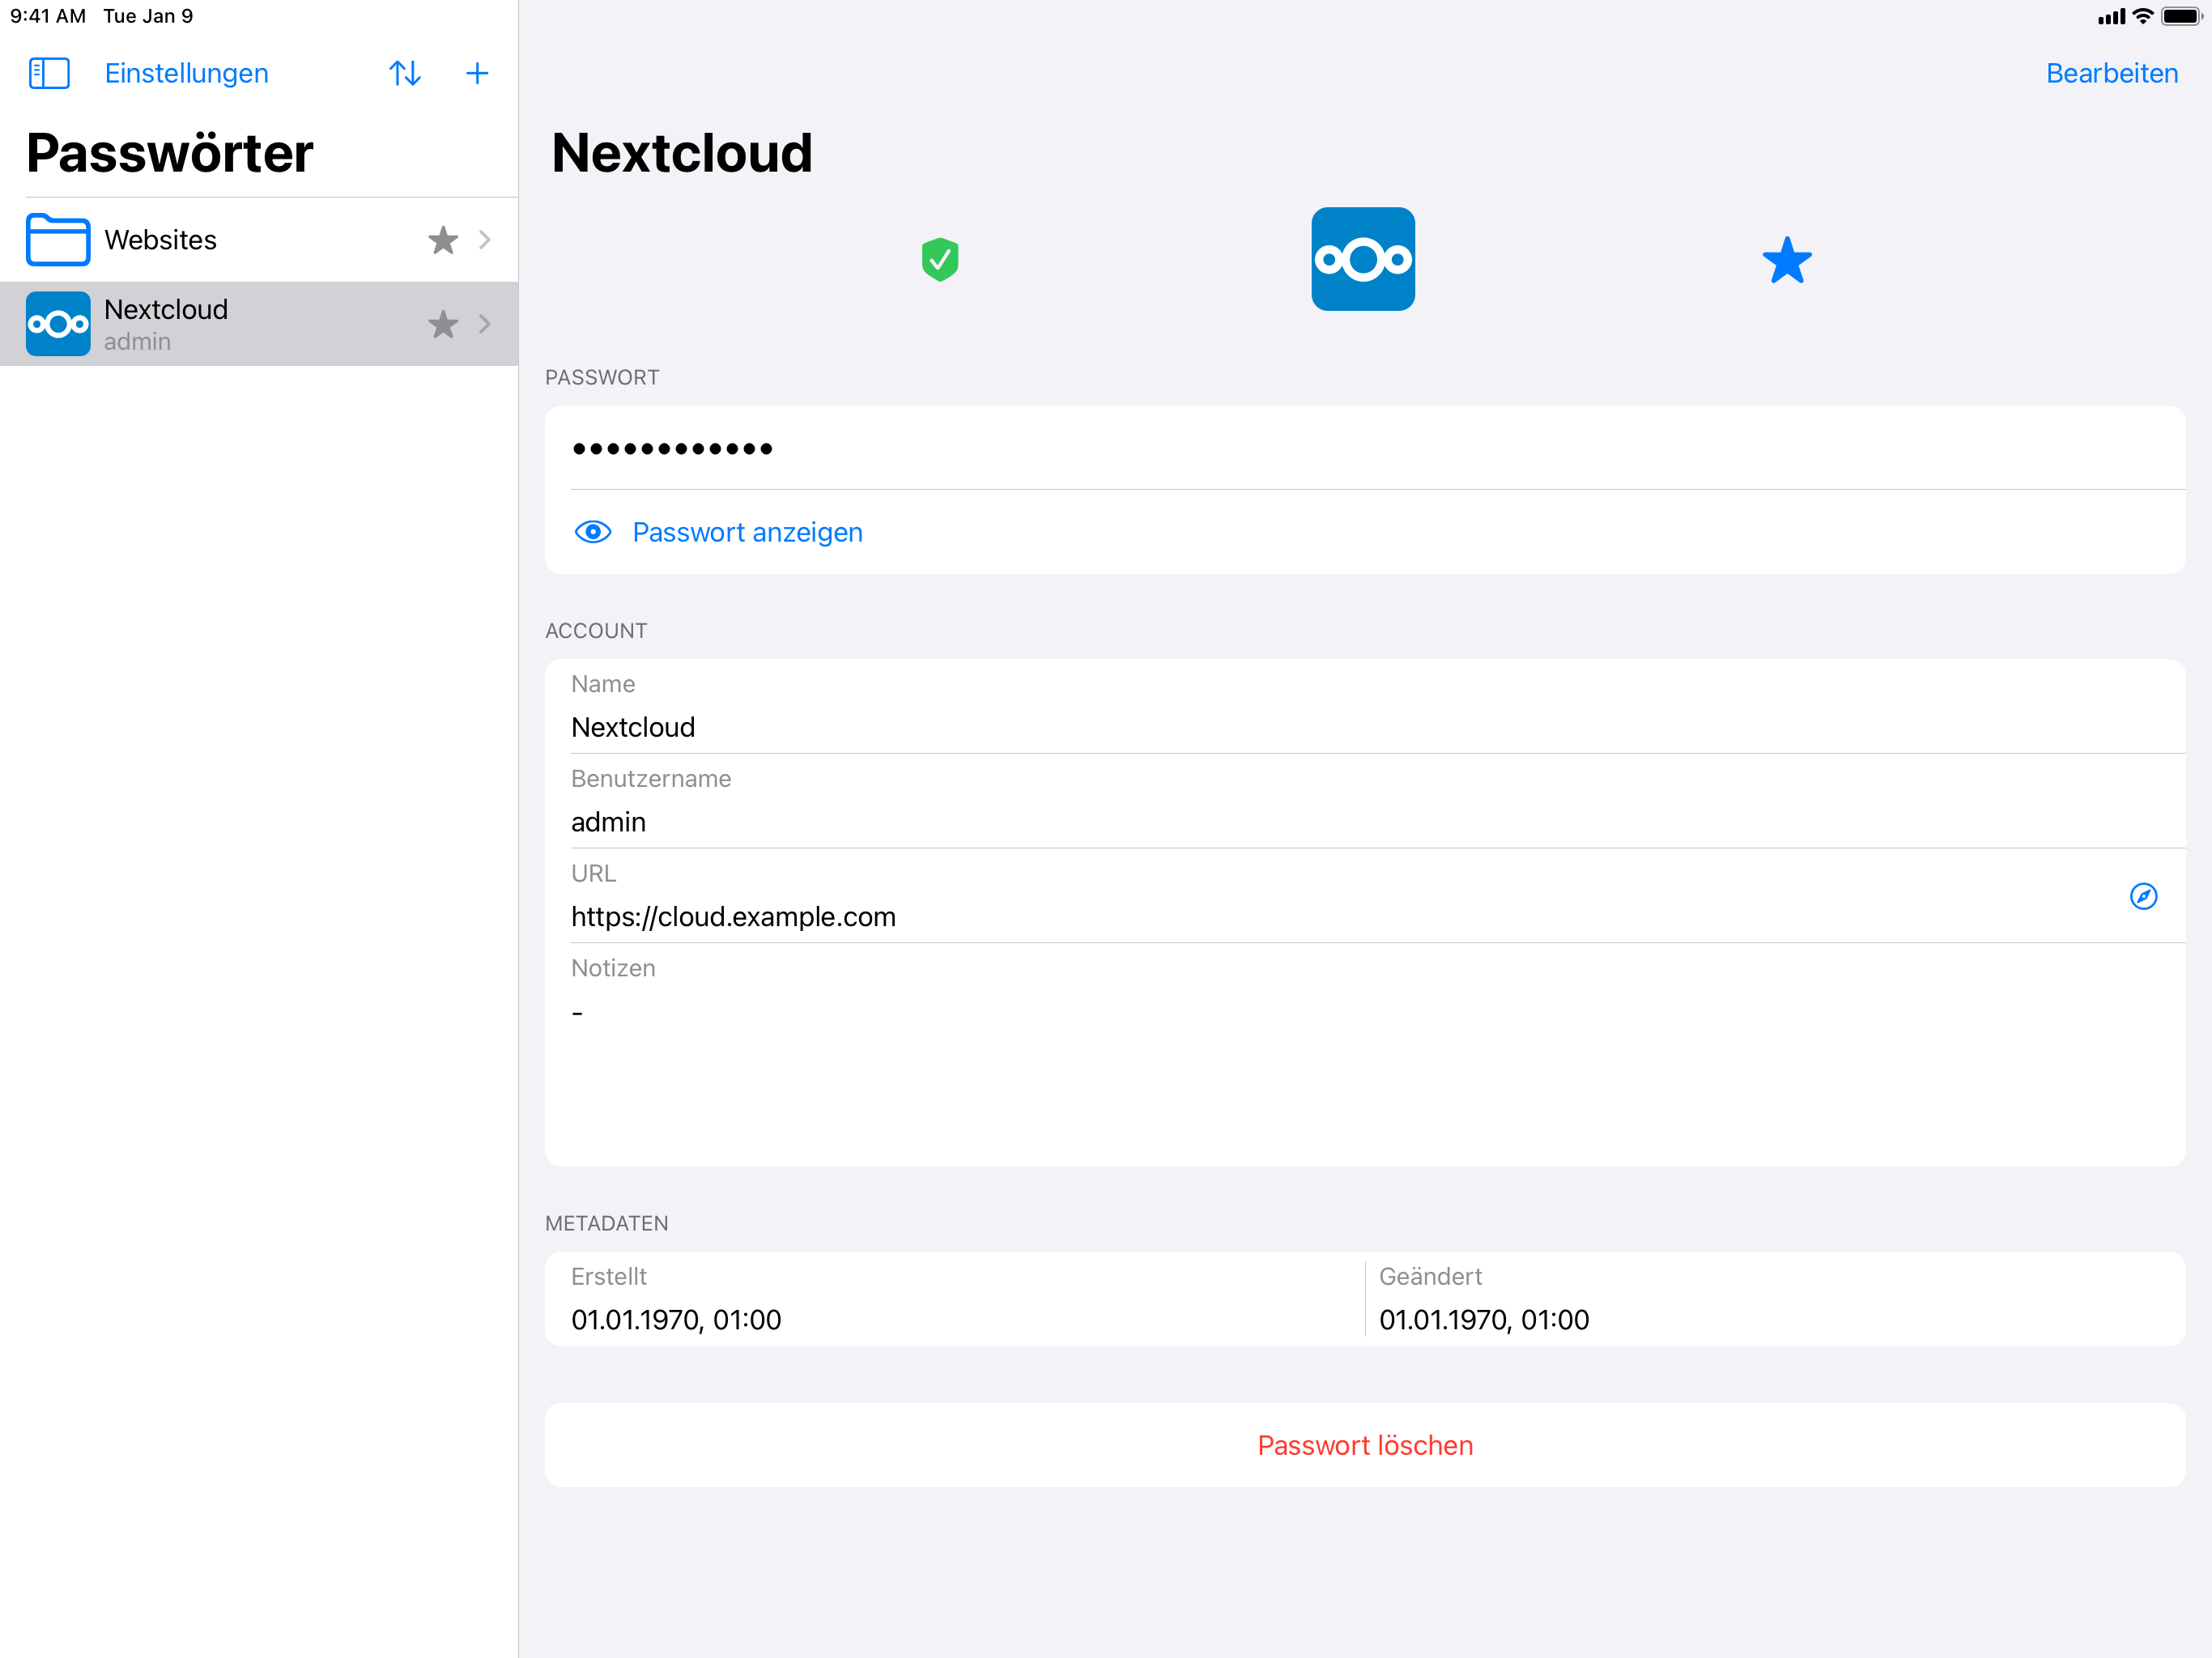 9:41 AM Tue Jan 9
Einstellungen
Passwörter
Websites
Nextcloud
admin
Bearbeiten
Nextcloud
PASSWORT
••••••••••••
Passwort anzeigen
ACCOUNT
Name
Nextcloud
Benutzername
admin
URL
https://cloud.example.com
Notizen
-
METADATEN
Erstellt
01.01.1970, 01:00
Geändert
01.01.1970, 01:00
Passwort löschen